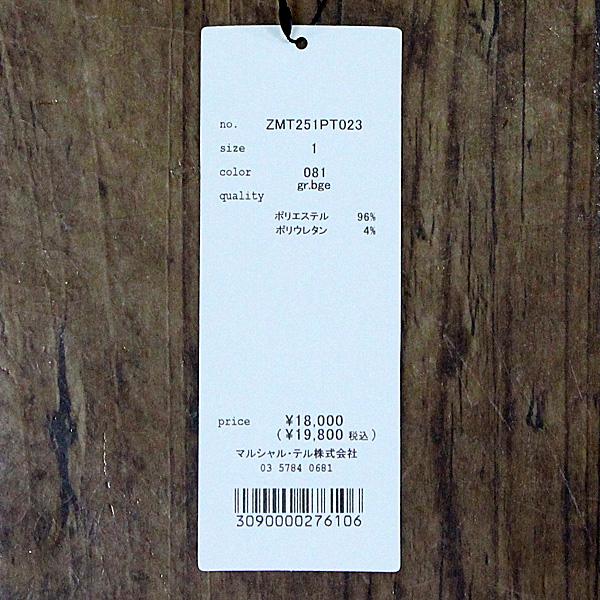 no. ZMT251PT023
size 1
color 081
gr.bge
quality
ポリエステル 96%
ポリウレタン 4%
price ¥18,000
(¥19,800 税込)
マルシャル・テル株式会社
03 5784 0681
3090000276106